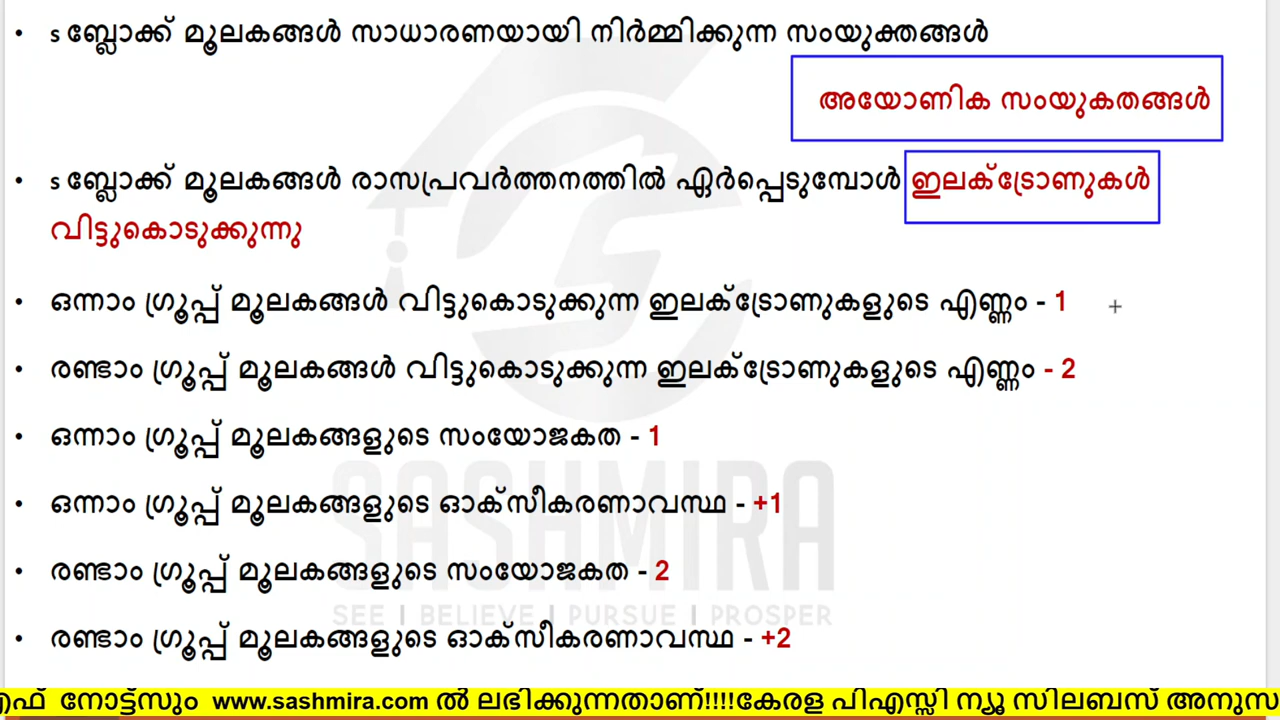 • s ബ്ലോക്ക് മൂലകങ്ങൾ സാധാരണയായി നിർമ്മിക്കുന്ന സംയുക്തങ്ങൾ
അയോണിക സംയുകതങ്ങൾ
• s ബ്ലോക്ക് മൂലകങ്ങൾ രാസപ്രവർത്തനത്തിൽ ഏർപ്പെടുമ്പോൾ ഇലക്ട്രോണുകൾ
വിട്ടുകൊടുക്കുന്നു
• ഒന്നാം ഗ്രൂപ്പ് മൂലകങ്ങൾ വിട്ടുകൊടുക്കുന്ന ഇലക്ട്രോണുകളുടെ എണ്ണം - 1
• രണ്ടാം ഗ്രൂപ്പ് മൂലകങ്ങൾ വിട്ടുകൊടുക്കുന്ന ഇലക്ട്രോണുകളുടെ എണ്ണം - 2
• ഒന്നാം ഗ്രൂപ്പ് മൂലകങ്ങളുടെ സംയോജകത - 1
• ഒന്നാം ഗ്രൂപ്പ് മൂലകങ്ങളുടെ ഓക്സീകരണാവസ്ഥ - +1
• രണ്ടാം ഗ്രൂപ്പ് മൂലകങ്ങളുടെ സംയോജകത - 2
SASHMIRA
SEE | BELIEVE | PURSUE | PROSPER
• രണ്ടാം ഗ്രൂപ്പ് മൂലകങ്ങളുടെ ഓക്സീകരണാവസ്ഥ - +2
നോട്ട്സും www.sashmira.com ൽ ലഭിക്കുന്നതാണ്!!!!കേരള പിഎസ്സി ന്യൂ സിലബസ്